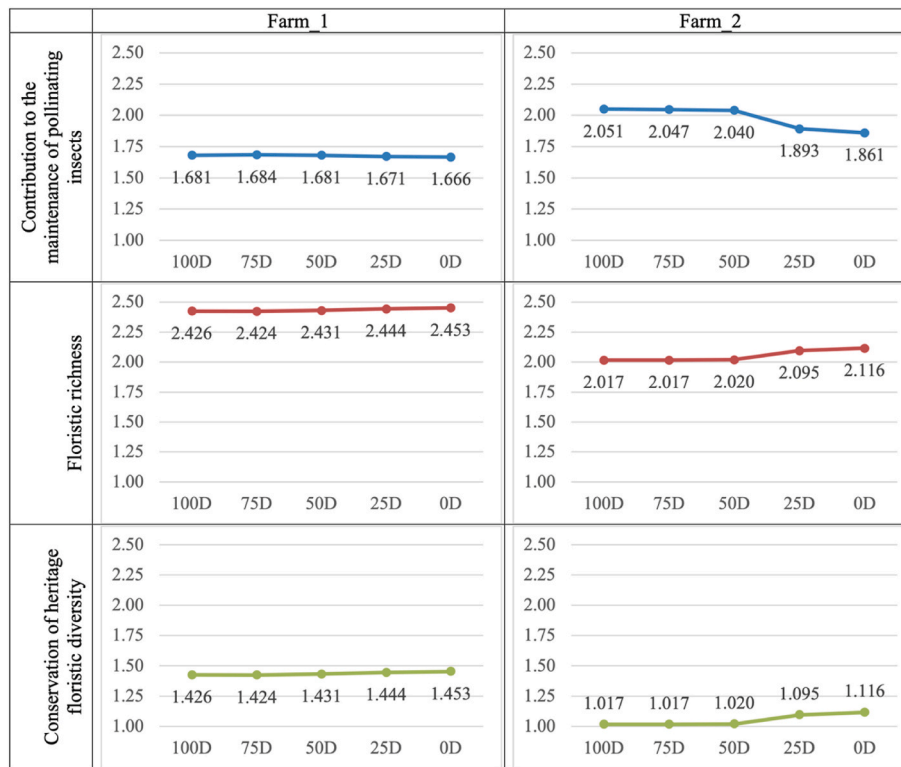 Farm_1
Farm_2
Contribution to the
maintenance of pollinating
insects
2.50
2.25
2.00
1.75
1.50
1.25
1.00
1.681 1.684 1.681 1.671 1.666
100D 75D 50D 25D 0D
2.50
2.25
2.00
1.75
1.50
1.25
1.00
2.051 2.047 2.040 1.893 1.861
100D 75D 50D 25D 0D
Floristic richness
2.50
2.25
2.00
1.75
1.50
1.25
1.00
2.426 2.424 2.431 2.444 2.453
100D 75D 50D 25D 0D
2.50
2.25
2.00
1.75
1.50
1.25
1.00
2.017 2.017 2.020 2.095 2.116
100D 75D 50D 25D 0D
Conservation of heritage
floristic diversity
2.50
2.25
2.00
1.75
1.50
1.25
1.00
1.426 1.424 1.431 1.444 1.453
100D 75D 50D 25D 0D
2.50
2.25
2.00
1.75
1.50
1.25
1.00
1.017 1.017 1.020 1.095 1.116
100D 75D 50D 25D 0D